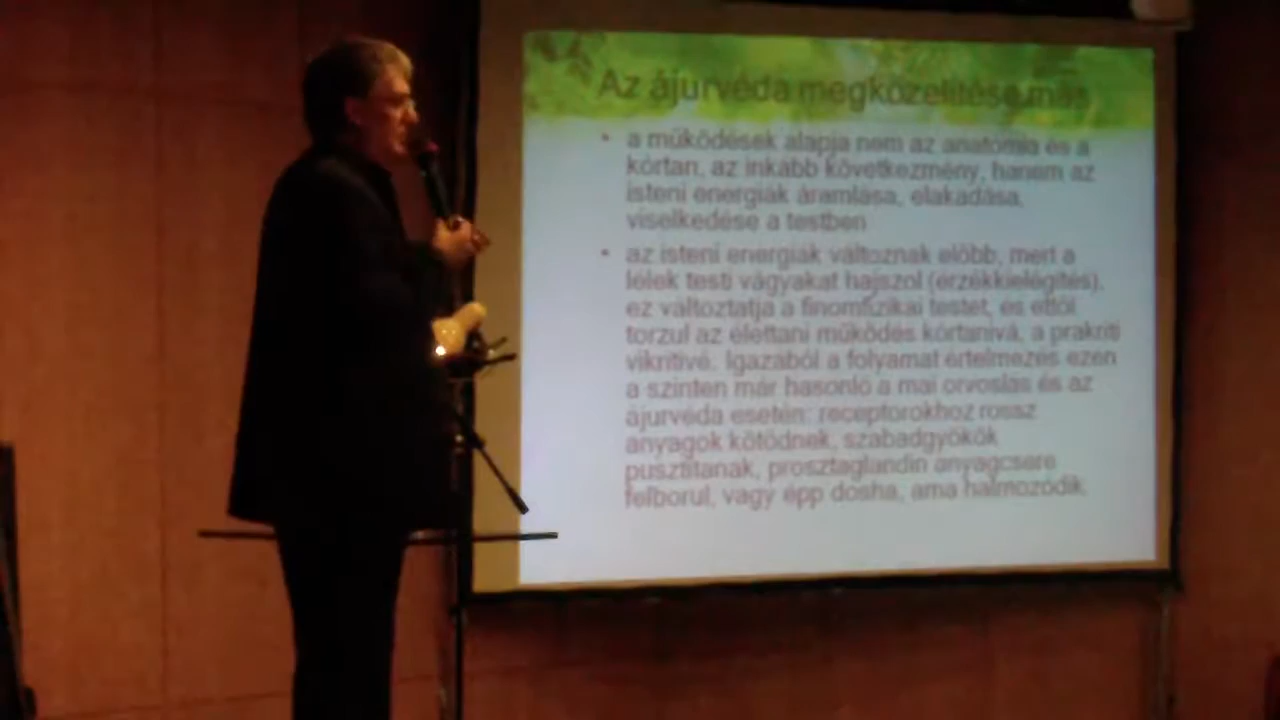 Az ájurvéda megközelítése más
• a működések alapja nem az anatómia és a
kórtan, az inkább következmény, hanem az
isteni energiák áramlása, elakadása,
viselkedése a testben
• az isteni energiák változnak előbb, mert a
lélek testi vágyakat hajszol (érzékkielégítés),
ez változtatja a finomfizikai testet, és ettől
torzul az élettani működés kórtanivá, a prakriti
vikritivé. Igazából a folyamat értelmezés ezen
a szinten már hasonló a mai orvoslás és az
ájurvéda esetén: receptorokhoz rossz
anyagok kötődnek, szabadgyökök
pusztítanak, prosztaglandin anyagcsere
felborul, vagy épp dosha, ama halmozódik